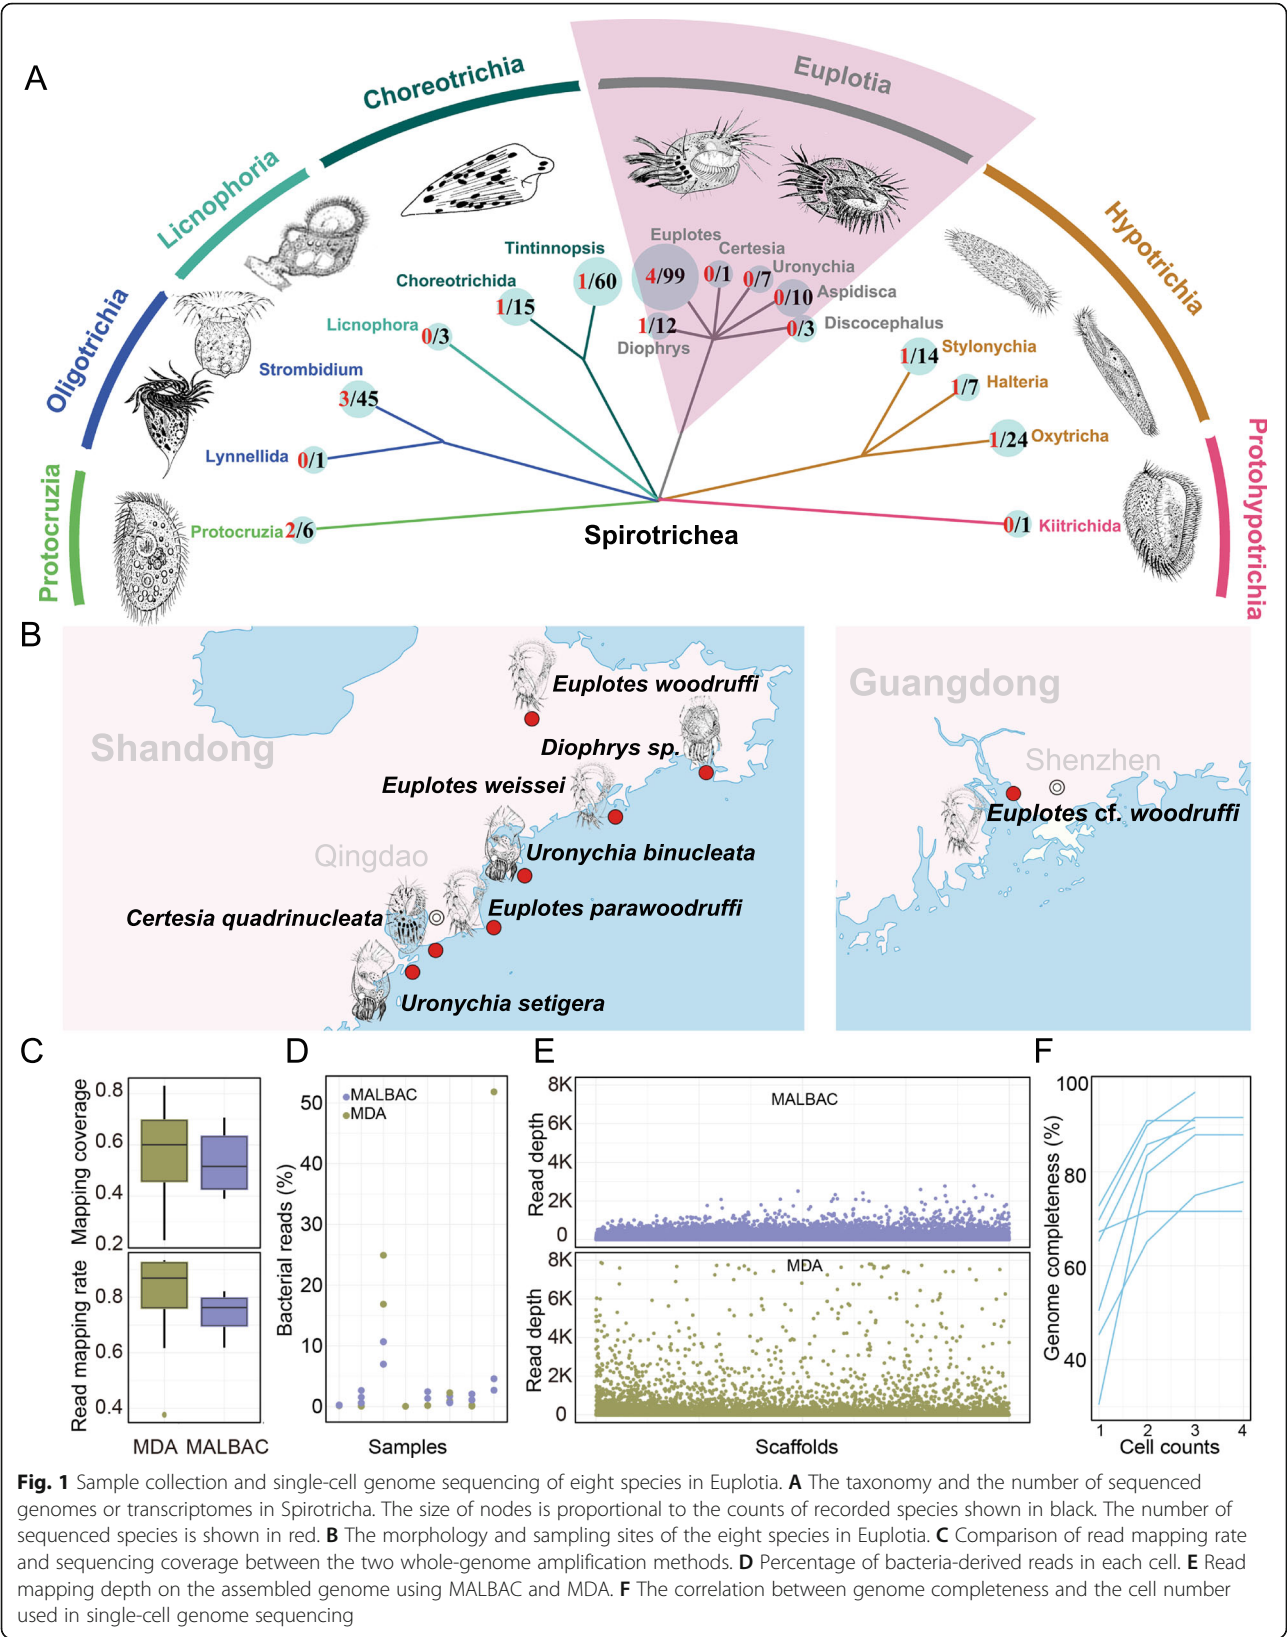 A
Choreotrichia
Euplotia
Licnophoria
Hypotrichia
Oligotrichia
Protohypotrichia
Protocruzia
Euplotes
4/99
Certesia
0/1
Uronychia
0/7
Aspidisca
0/10
Discocephalus
0/3
Diophrys
1/12
Tintinnopsis
1/60
Choreotrichida
1/15
Licnophora
0/3
Strombidium
3/45
Lynnellida 0/1
Protocruzia 2/6
Stylonychia
1/14
Halteria
1/7
Oxytricha
1/24
0/1 Kiitrichida
Spirotrichea
B
Shandong
Euplotes woodruffi
Diophrys sp.
Euplotes weissei
Qingdao
Uronychia binucleata
Certesia quadrinucleata
Euplotes parawoodruffi
Uronychia setigera
Guangdong
Shenzhen
Euplotes cf. woodruffi
C
Mapping coverage
0.8
0.6
0.4
0.2
Read mapping rate
0.8
0.6
0.4
MDA MALBAC
D
MALBAC
MDA
Bacterial reads (%)
50
40
30
20
10
0
Samples
E
MALBAC
Read depth
8K
6K
4K
2K
0
MDA
Read depth
8K
6K
4K
2K
0
Scaffolds
F
Genome completeness (%)
100
80
60
40
1 2 3 4
Cell counts
Fig. 1 Sample collection and single-cell genome sequencing of eight species in Euplotia. A The taxonomy and the number of sequenced
genomes or transcriptomes in Spirotricha. The size of nodes is proportional to the counts of recorded species shown in black. The number of
sequenced species is shown in red. B The morphology and sampling sites of the eight species in Euplotia. C Comparison of read mapping rate
and sequencing coverage between the two whole-genome amplification methods. D Percentage of bacteria-derived reads in each cell. E Read
mapping depth on the assembled genome using MALBAC and MDA. F The correlation between genome completeness and the cell number
used in single-cell genome sequencing